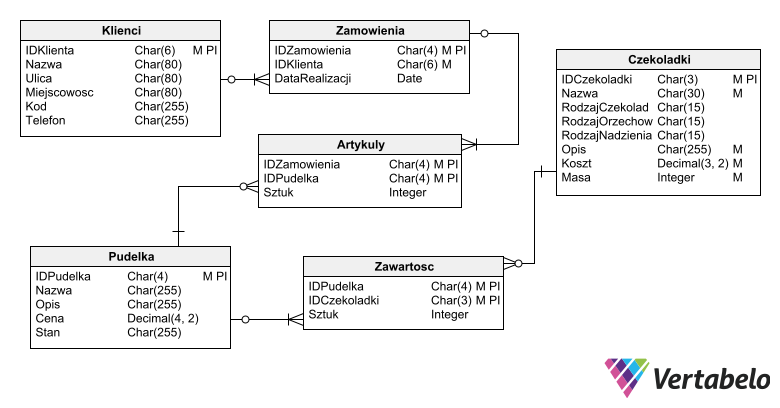 Klienci
IDKlienta Char(6) M PI
Nazwa Char(80)
Ulica Char(80)
Miejscowosc Char(80)
Kod Char(255)
Telefon Char(255)
Zamowienia
IDZamowienia Char(4) M PI
IDKlienta Char(6) M
DataRealizacji Date
Czekoladki
IDCzekoladki Char(3) M PI
Nazwa Char(30) M
RodzajCzekolad Char(15)
RodzajOrzechow Char(15)
RodzajNadzienia Char(15)
Opis Char(255) M
Koszt Decimal(3, 2) M
Masa Integer M
Artykuly
IDZamowienia Char(4) M PI
IDPudelka Char(4) M PI
Sztuk Integer
Pudelka
IDPudelka Char(4) M PI
Nazwa Char(255)
Opis Char(255)
Cena Decimal(4, 2)
Stan Char(255)
Zawartosc
IDPudelka Char(4) M PI
IDCzekoladki Char(3) M PI
Sztuk Integer
Vertabelo